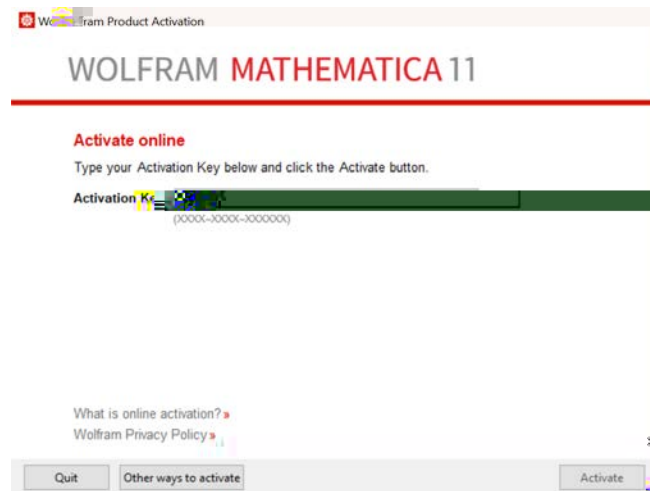 Product Activation
WOLFRAM MATHEMATICA 11
Activate online
Type your Activation Key below and click the Activate button.
Activation
(XXXX-XXXX-XXXXXX)
What is online activation? »
Wolfram Privacy Policy »
Quit Other ways to activate Activate